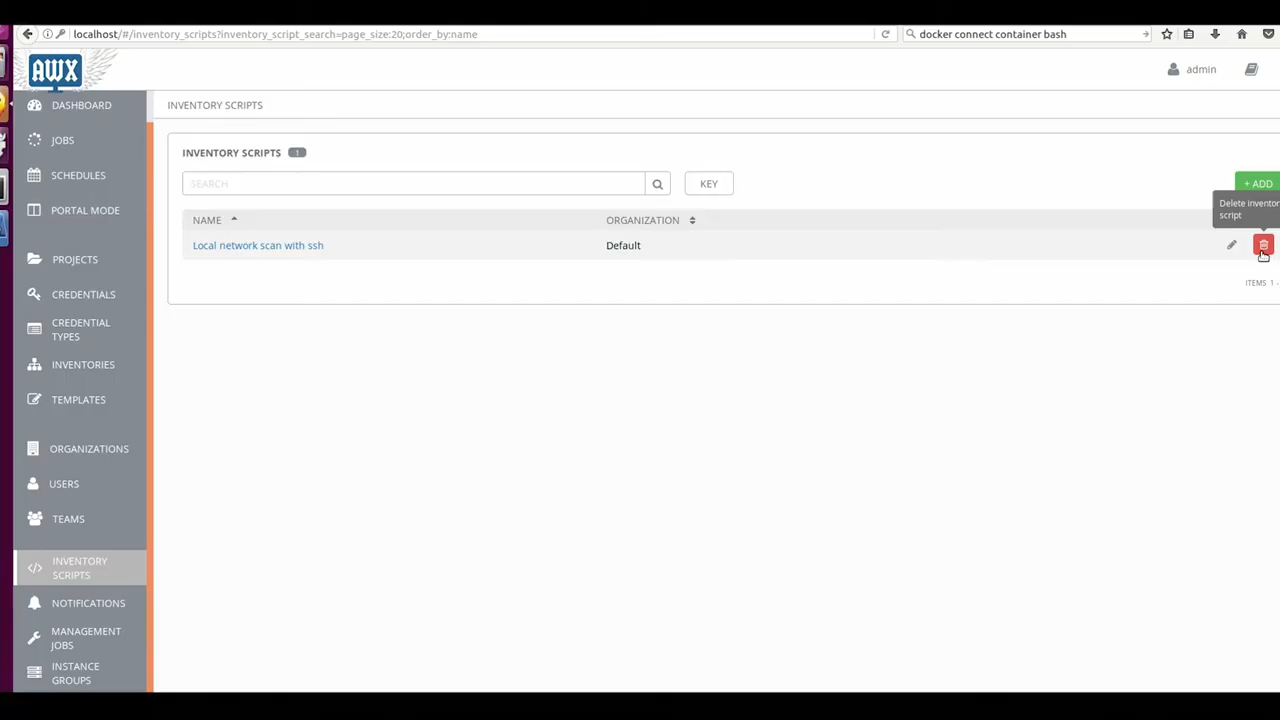 localhost/#/inventory_scripts?inventory_script_search=page_size:20;order_by:name
docker connect container bash
AWX
admin
DASHBOARD
INVENTORY SCRIPTS
JOBS
INVENTORY SCRIPTS 1
SCHEDULES
SEARCH
KEY
+ ADD
PORTAL MODE
Delete inventor
script
NAME
ORGANIZATION
Local network scan with ssh
Default
PROJECTS
ITEMS 1 -
CREDENTIALS
CREDENTIAL
TYPES
INVENTORIES
TEMPLATES
ORGANIZATIONS
USERS
TEAMS
INVENTORY
SCRIPTS
NOTIFICATIONS
MANAGEMENT
JOBS
INSTANCE
GROUPS